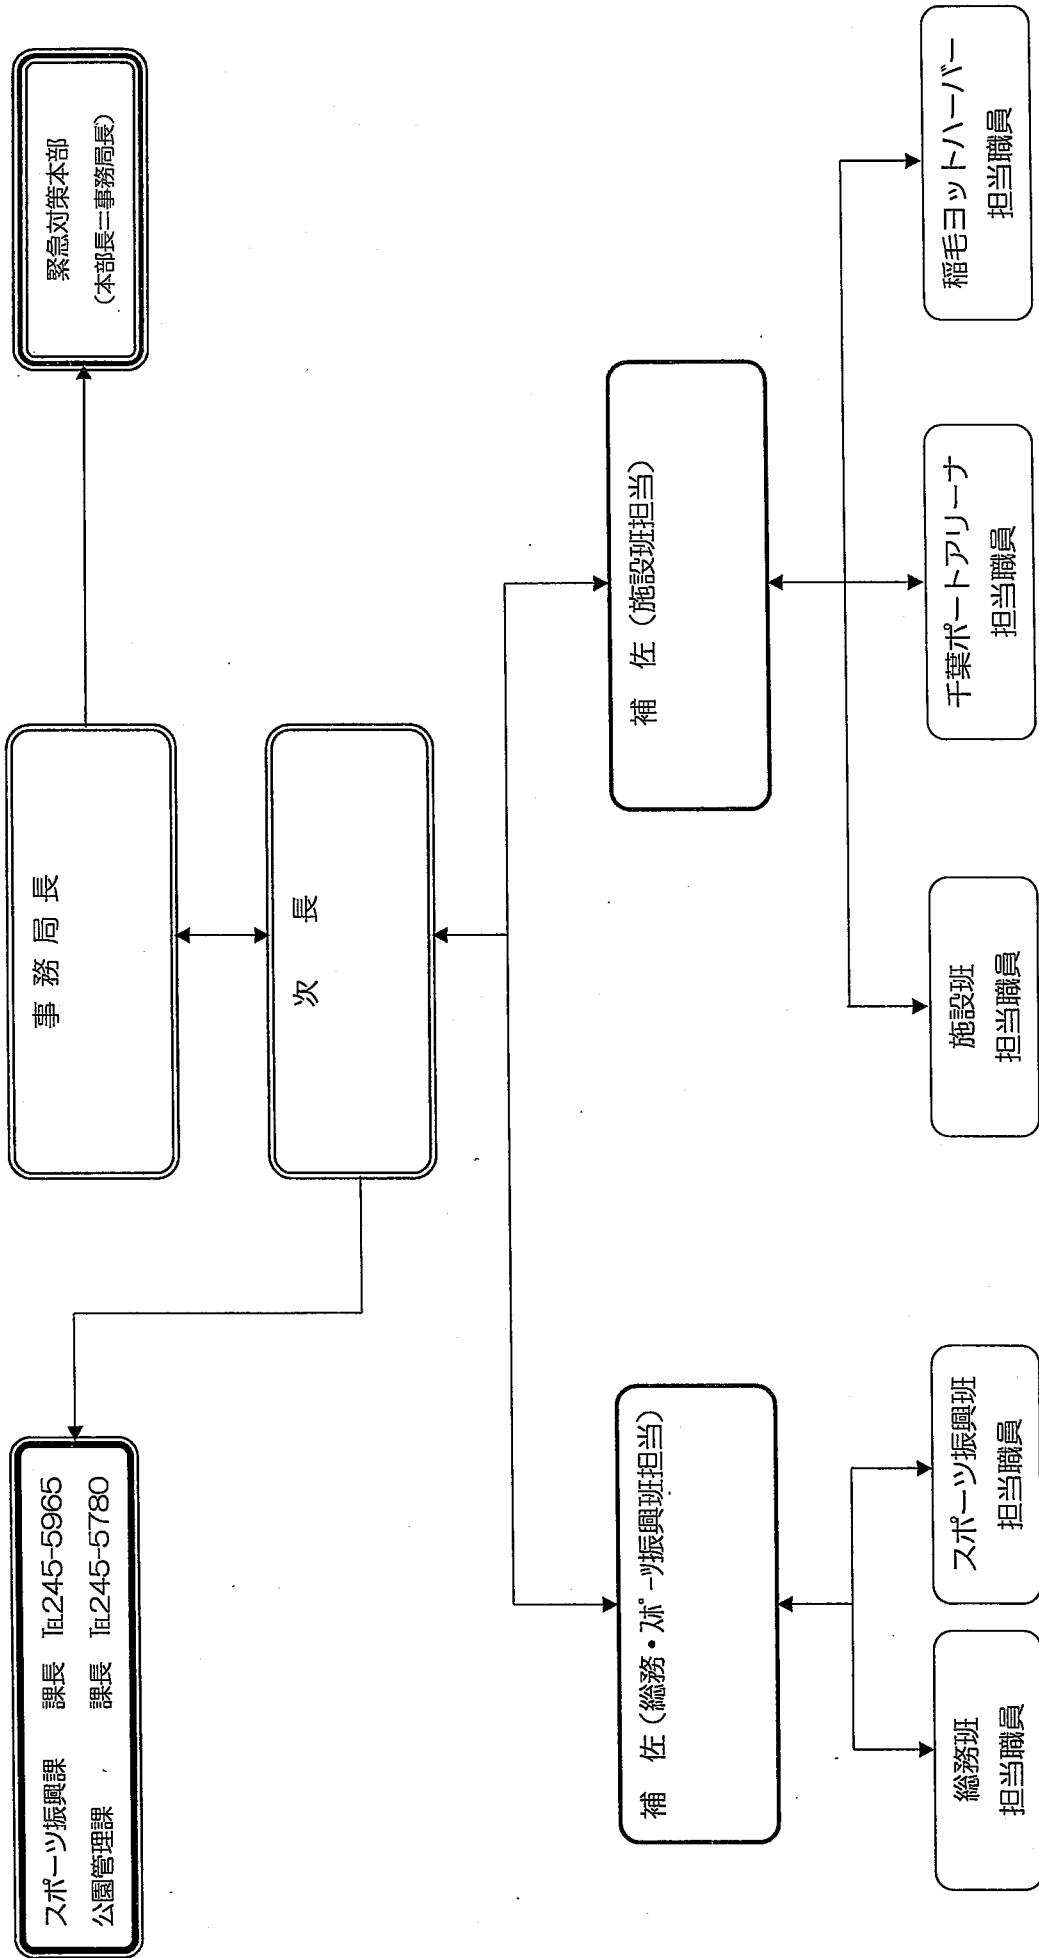 スポーツ振興課 課長 TEL245-5965
公園管理課 課長 TEL245-5780
事務局長
緊急対策本部
(本部長＝事務局長)
次 長
補 佐(総務・スポーツ振興班担当)
補 佐(施設班担当)
総務班
担当職員
スポーツ振興班
担当職員
施設班
担当職員
千葉ポートアリーナ
担当職員
稲毛ヨットハーバー
担当職員